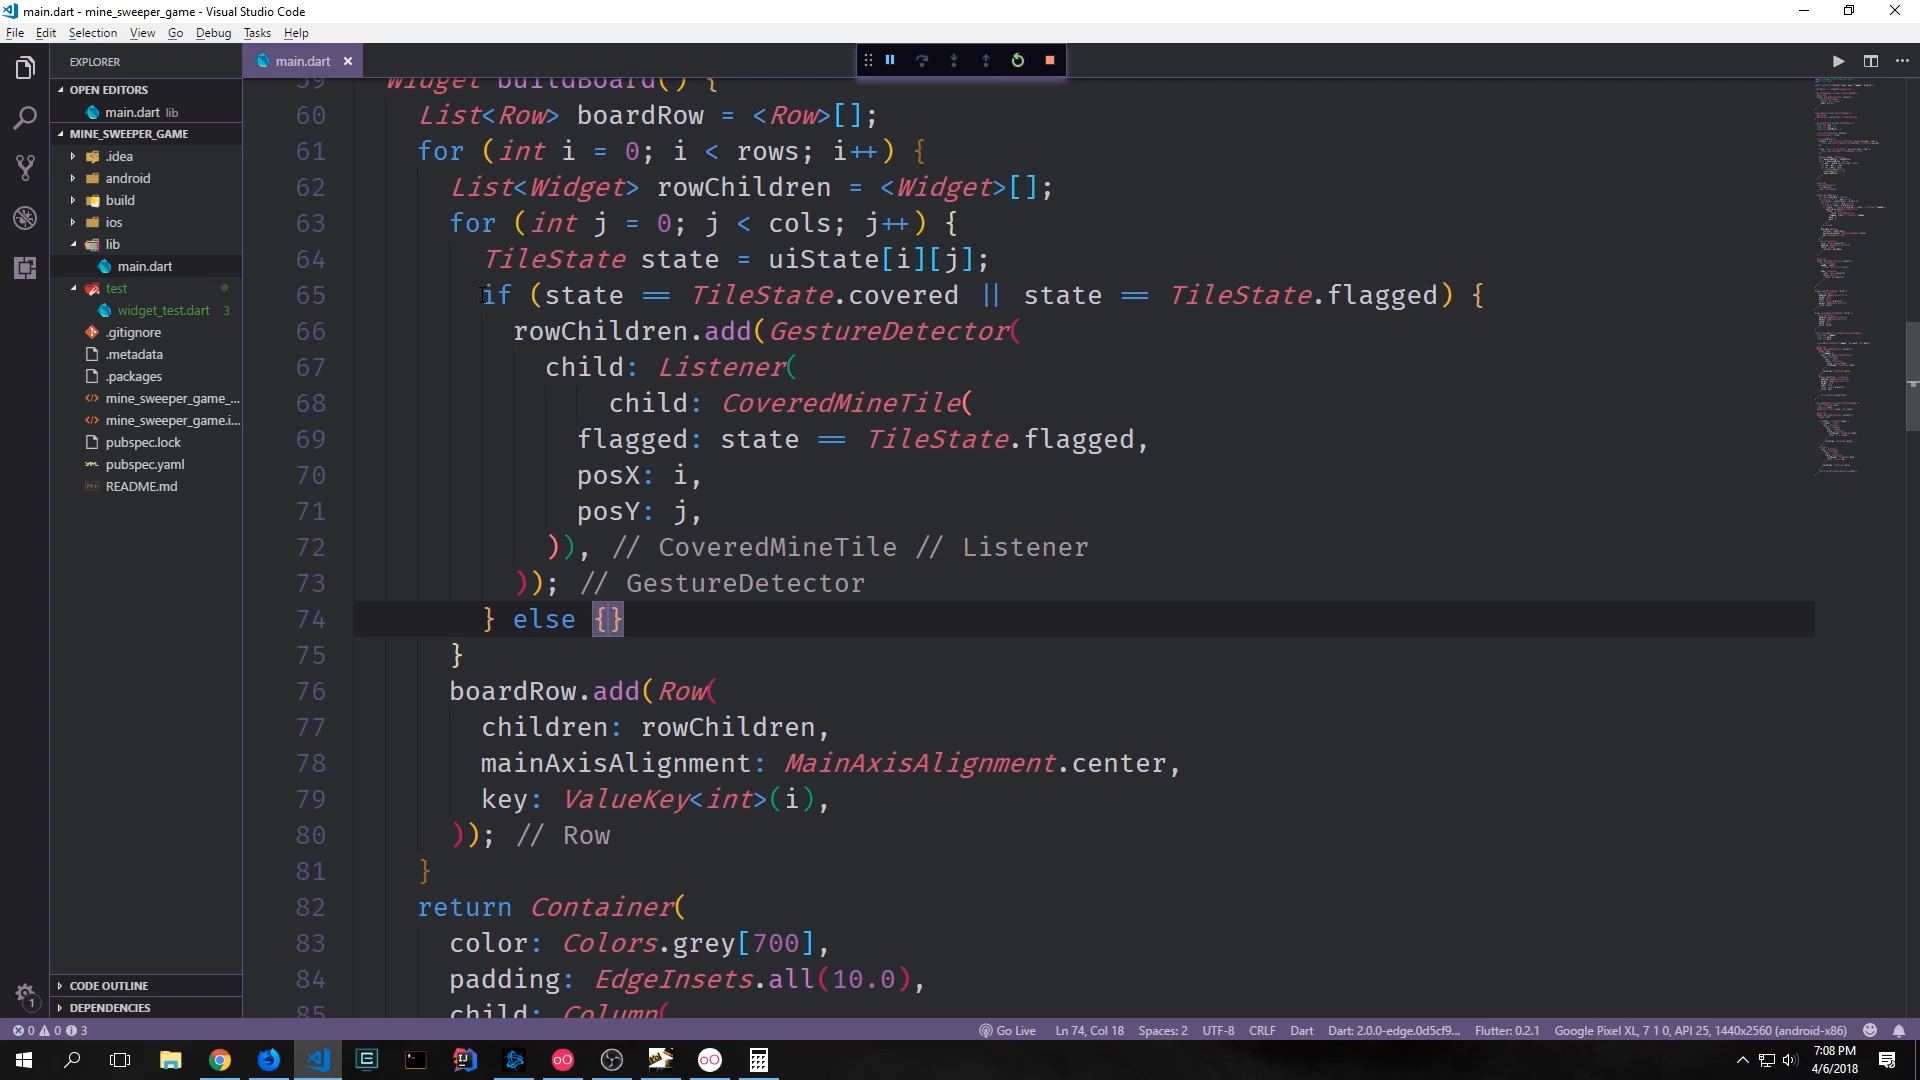 main.dart - mine_sweeper_game - Visual Studio Code
File Edit Selection View Go Debug Tasks Help
EXPLORER
main.dart
OPEN EDITORS
main.dart lib
MINE_SWEEPER_GAME
.idea
android
build
ios
lib
main.dart
test
widget_test.dart 3
.gitignore
.metadata
.packages
mine_sweeper_game_...
mine_sweeper_game.i...
pubspec.lock
pubspec.yaml
README.md
CODE OUTLINE
DEPENDENCIES
59 Widget buildBoard() {
60 List<Row> boardRow = <Row>[];
61 for (int i = 0; i < rows; i++) {
62 List<Widget> rowChildren = <Widget>[];
63 for (int j = 0; j < cols; j++) {
64 TileState state = uiState[i][j];
65 if (state == TileState.covered || state == TileState.flagged) {
66 rowChildren.add(GestureDetector(
67 child: Listener(
68 child: CoveredMineTile(
69 flagged: state == TileState.flagged,
70 posX: i,
71 posY: j,
72 )), // CoveredMineTile // Listener
73 )); // GestureDetector
74 } else {}
75 }
76 boardRow.add(Row(
77 children: rowChildren,
78 mainAxisAlignment: MainAxisAlignment.center,
79 key: ValueKey<int>(i),
80 )); // Row
81 }
82 return Container(
83 color: Colors.grey[700],
84 padding: EdgeInsets.all(10.0),
85 child: Column(
1
0 0 3
Go Live Ln 74, Col 18 Spaces: 2 UTF-8 CRLF Dart Dart: 2.0.0-edge.0d5cf9... Flutter: 0.2.1 Google Pixel XL, 7 1 0, API 25, 1440x2560 (android-x86)
7:08 PM
4/6/2018